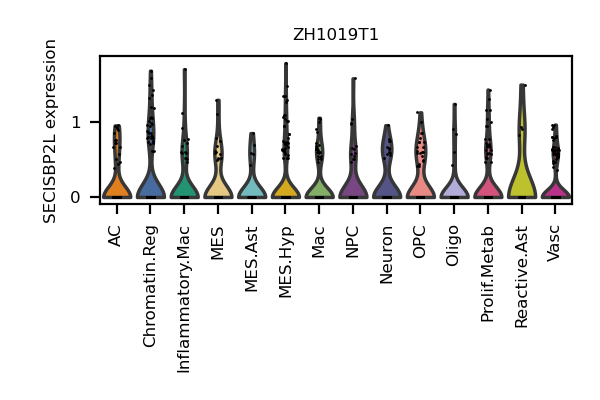 ZH1019T1
SECISBP2L expression
1
0
AC
Chromatin.Reg
Inflammatory.Mac
MES
MES.Ast
MES.Hyp
Mac
NPC
Neuron
OPC
Oligo
Prolif.Metab
Reactive.Ast
Vasc